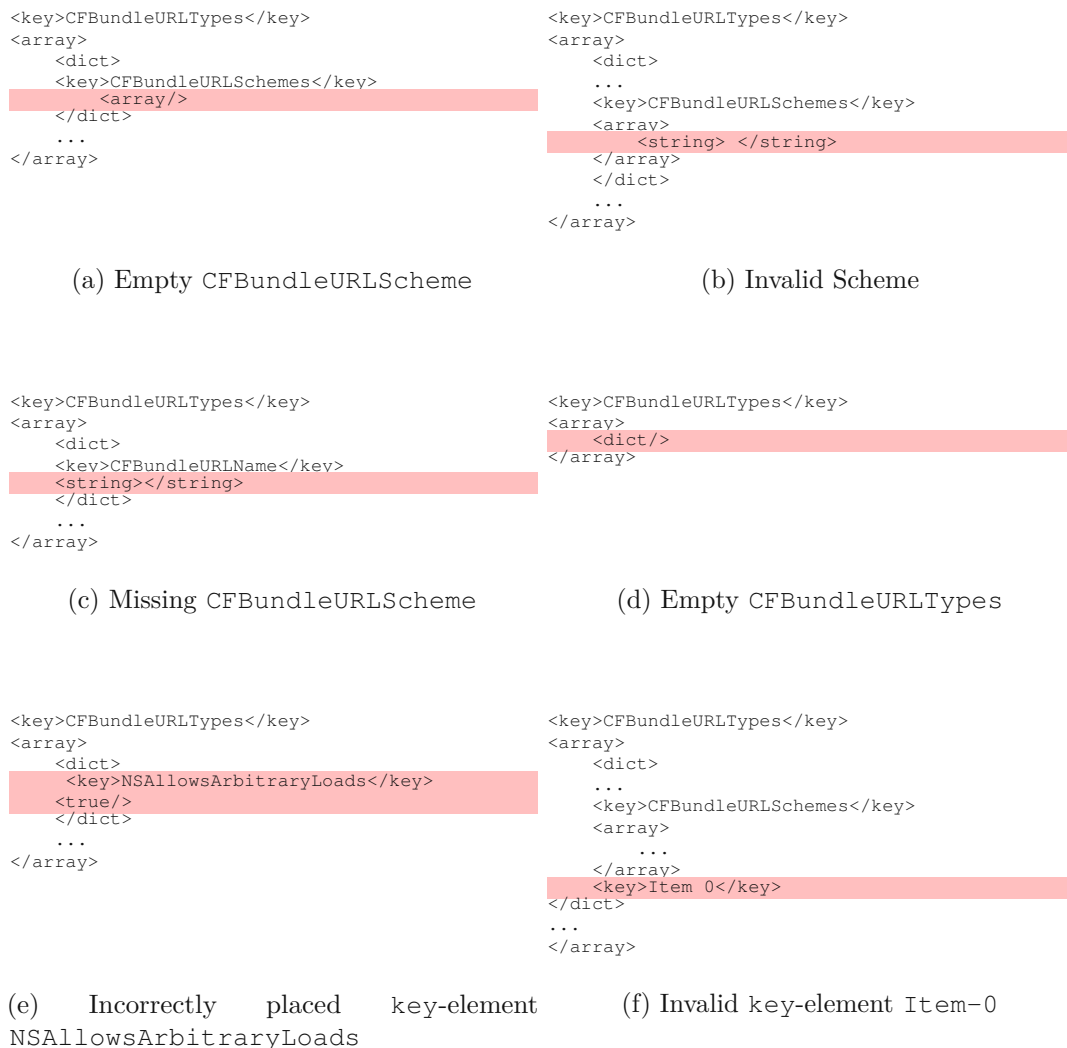 <key>CFBundleURLTypes</key>
<array>
    <dict>
    <key>CFBundleURLSchemes</key>
        <array/>
    </dict>
    ...
</array>
(a) Empty CFBundleURLScheme
<key>CFBundleURLTypes</key>
<array>
    <dict>
    ...
    <key>CFBundleURLSchemes</key>
    <array>
        <string> </string>
    </array>
    </dict>
    ...
</array>
(b) Invalid Scheme
<key>CFBundleURLTypes</key>
<array>
    <dict>
    <key>CFBundleURLName</key>
    <string></string>
    </dict>
    ...
</array>
(c) Missing CFBundleURLScheme
<key>CFBundleURLTypes</key>
<array>
    <dict/>
</array>
(d) Empty CFBundleURLTypes
<key>CFBundleURLTypes</key>
<array>
    <dict>
     <key>NSAllowsArbitraryLoads</key>
    <true/>
    </dict>
    ...
</array>
(e) Incorrectly placed key-element
NSAllowsArbitraryLoads
<key>CFBundleURLTypes</key>
<array>
    <dict>
    ...
    <key>CFBundleURLSchemes</key>
    <array>
        ...
    </array>
    <key>Item 0</key>
</dict>
...
</array>
(f) Invalid key-element Item-0